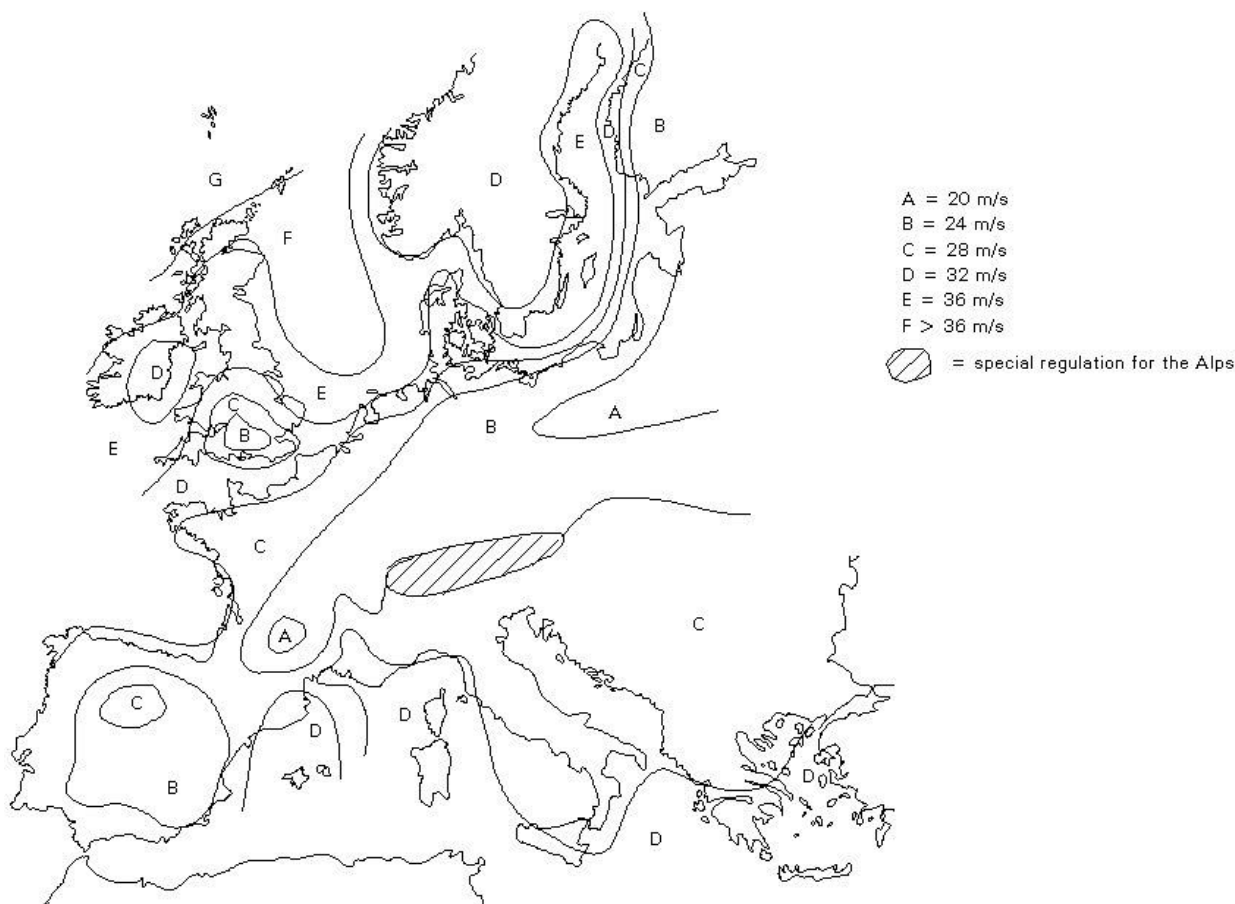 C
B
D
E
D
G
F
D
E
A
B
C
B
E
D
C
A
C
C
D
D
B
D
D
A = 20 m/s
B = 24 m/s
C = 28 m/s
D = 32 m/s
E = 36 m/s
F > 36 m/s
= special regulation for the Alps